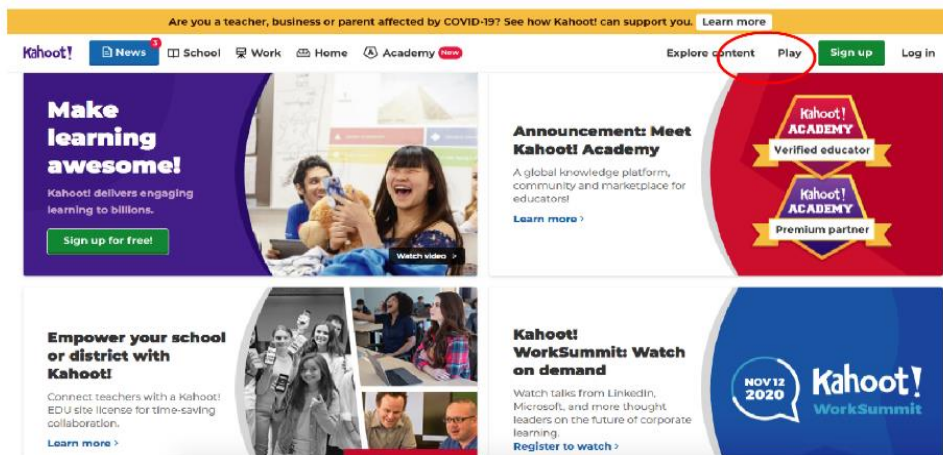 Are you a teacher, business or parent affected by COVID-19? See how Kahoot! can support you. Learn more
Kahoot! News 3 School Work Home Academy New Explore content Play Sign up Log in
Make
learning
awesome!
Kahoot! delivers engaging
learning to billions.
Sign up for free!
Watch video >
Announcement: Meet
Kahoot! Academy
A global knowledge platform,
community and marketplace for
educators!
Learn more >
Kahoot!
ACADEMY
Verified educator
Kahoot!
ACADEMY
Premium partner
Empower your school
or district with
Kahoot!
Connect teachers with a Kahoot!
EDU site license for time-saving
collaboration.
Learn more >
Kahoot!
WorkSummit: Watch
on demand
Watch talks from LinkedIn,
Microsoft, and more thought
leaders on the future of corporate
learning.
Register to watch >
NOV 12
2020
Kahoot!
WorkSummit